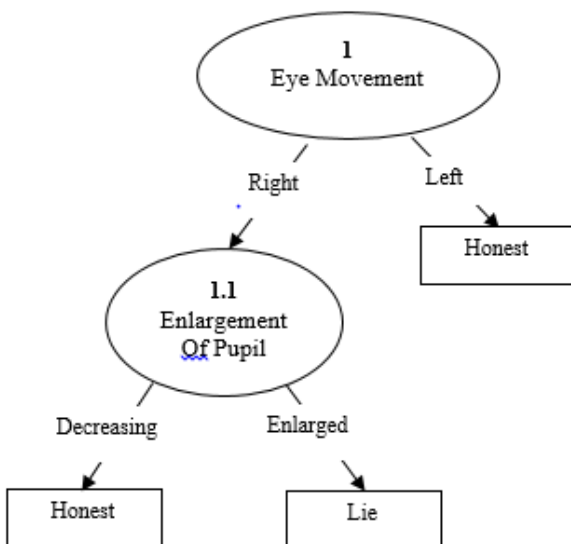 1
Eye Movement
Right
Left
Honest
1.1
Enlargement
Of Pupil
Decreasing
Enlarged
Honest
Lie